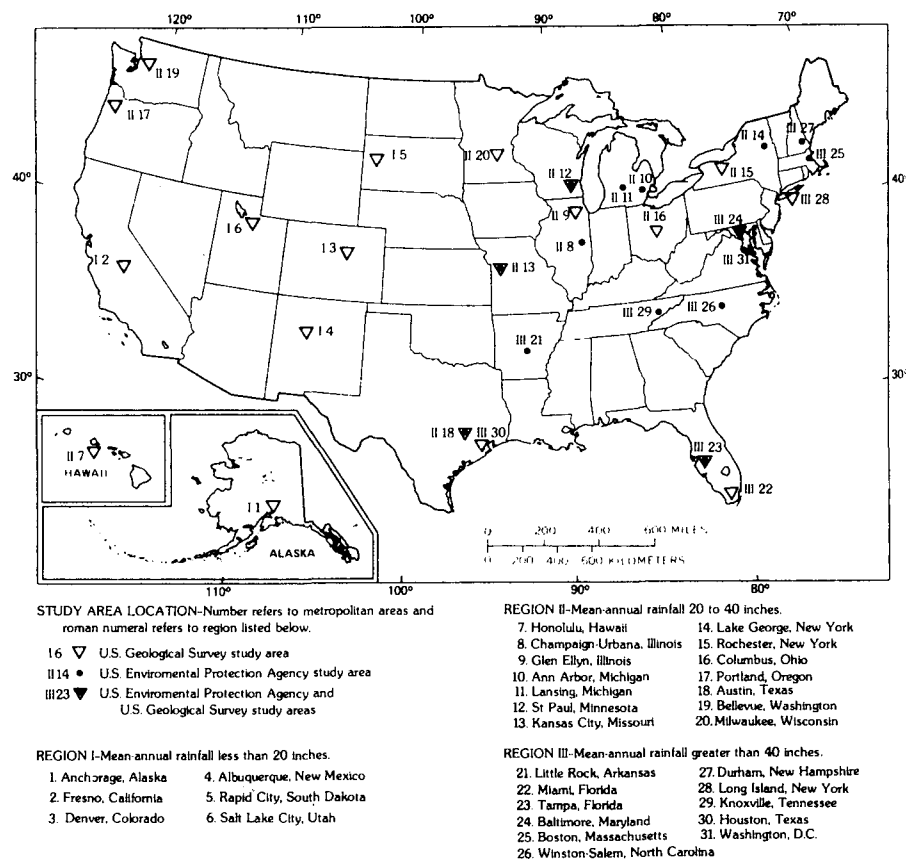 120° 110° 100° 90° 80° 70° 68°
II 19
II 17
I 5
II 20
II 14
III 27
III 25
40°
II 12
II 10
II 11
II 15
40°
II 9
II 16
III 28
I 6
III 24
I 3
II 8
I 2
II 13
III 31
I 4
III 29
III 26
III 21
30°
30°
II 18
III 30
III 23
II 7
HAWAII
III 22
I 1
0 200 400 600 MILES
ALASKA
0 200 400 600 KILOMETERS
110° 100° 90° 80°
STUDY AREA LOCATION–Number refers to metropolitan areas and
roman numeral refers to region listed below.
I 6 ▽ U.S. Geological Survey study area
II 14 ● U.S. Enviromental Protection Agency study area
III 23 ▼ U.S. Enviromental Protection Agency and
U.S. Geological Survey study areas
REGION I–Mean-annual rainfall less than 20 inches.
1. Anchorage, Alaska 4. Albuquerque, New Mexico
2. Fresno, California 5. Rapid City, South Dakota
3. Denver, Colorado 6. Salt Lake City, Utah
REGION II–Mean-annual rainfall 20 to 40 inches.
7. Honolulu, Hawaii 14. Lake George, New York
8. Champaign-Urbana, Illinois 15. Rochester, New York
9. Glen Ellyn, Illinois 16. Columbus, Ohio
10. Ann Arbor, Michigan 17. Portland, Oregon
11. Lansing, Michigan 18. Austin, Texas
12. St Paul, Minnesota 19. Bellevue, Washington
13. Kansas City, Missouri 20. Milwaukee, Wisconsin
REGION III–Mean-annual rainfall greater than 40 inches.
21. Little Rock, Arkansas 27. Durham, New Hampshire
22. Miami, Florida 28. Long Island, New York
23. Tampa, Florida 29. Knoxville, Tennessee
24. Baltimore, Maryland 30. Houston, Texas
25. Boston, Massachusetts 31. Washington, D.C.
26. Winston-Salem, North Carolina